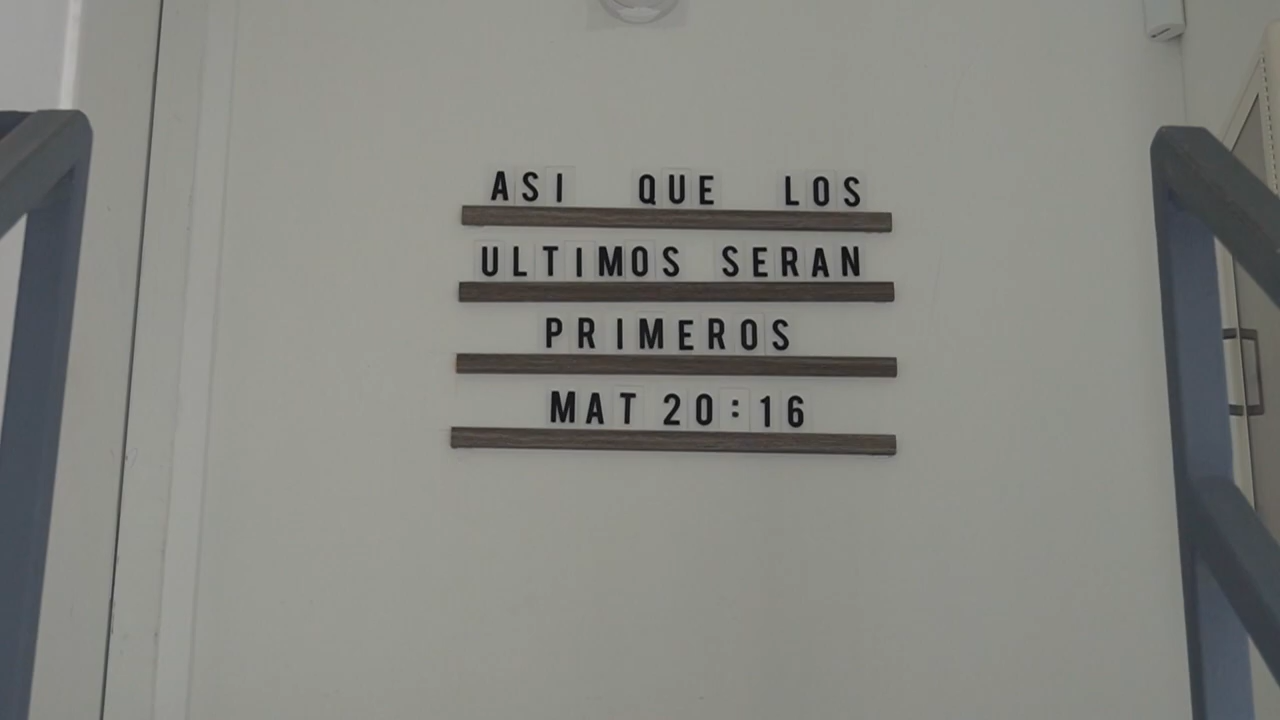 ASI QUE LOS
ULTIMOS SERAN
PRIMEROS
MAT 20:16